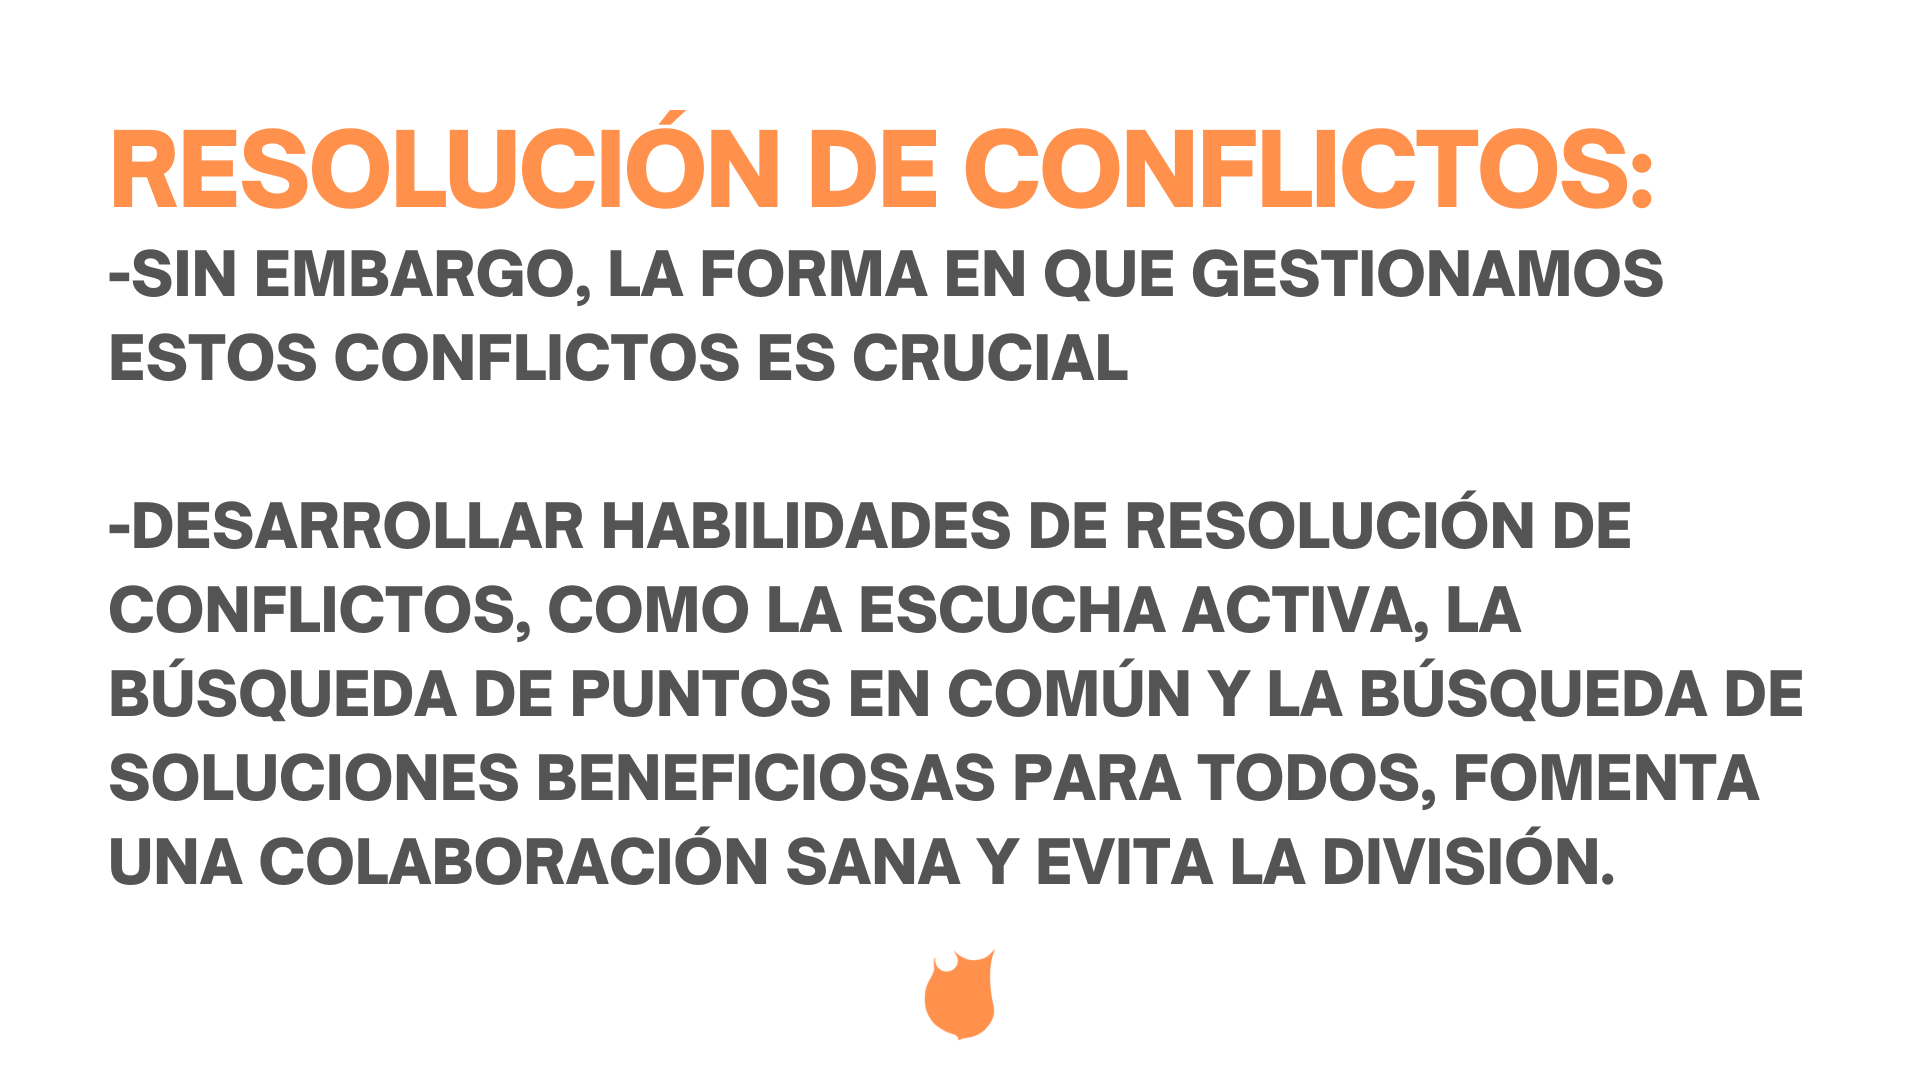 RESOLUCIÓN DE CONFLICTOS:
-SIN EMBARGO, LA FORMA EN QUE GESTIONAMOS
ESTOS CONFLICTOS ES CRUCIAL
-DESARROLLAR HABILIDADES DE RESOLUCIÓN DE
CONFLICTOS, COMO LA ESCUCHA ACTIVA, LA
BÚSQUEDA DE PUNTOS EN COMÚN Y LA BÚSQUEDA DE
SOLUCIONES BENEFICIOSAS PARA TODOS, FOMENTA
UNA COLABORACIÓN SANA Y EVITA LA DIVISIÓN.